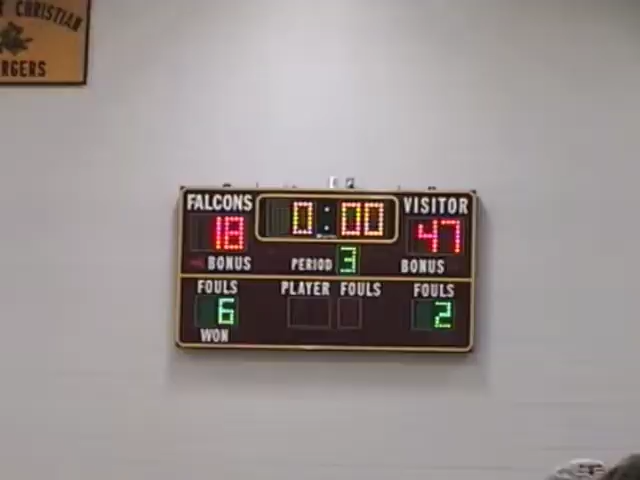 CHRISTIAN
RGERS
FALCONS 0:00 VISITOR
18 47
BONUS PERIOD 3 BONUS
FOULS PLAYER FOULS FOULS
6 2
WON